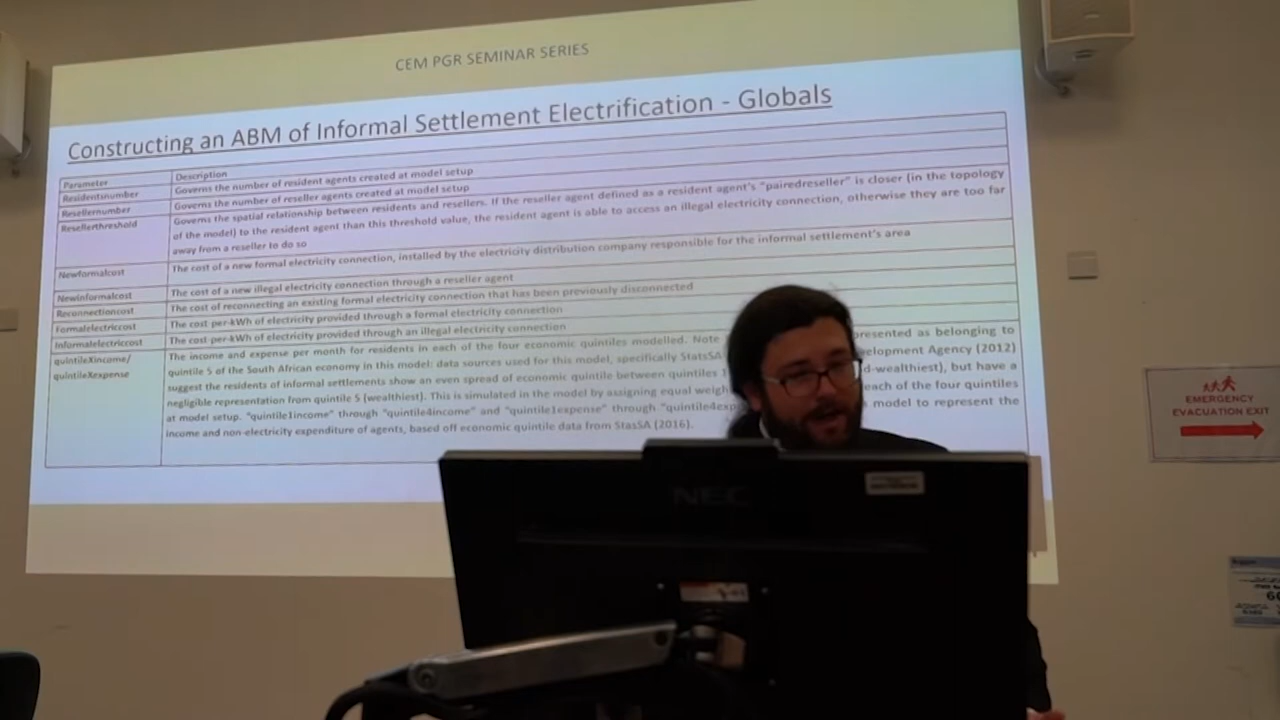 CEM PGR SEMINAR SERIES
Constructing an ABM of Informal Settlement Electrification - Globals
Parameter Description
Residentsnumber Governs the number of resident agents created at model setup
Resellernumber Governs the number of reseller agents created at model setup
Resellerthreshold Governs the spatial relationship between residents and resellers. If the reseller agent defined as a resident agent's "pairedreseller" is closer (in the topology
of the model) to the resident agent than this threshold value, the resident agent is able to access an illegal electricity connection, otherwise they are too far
away from a reseller to do so
Newformalcost The cost of a new formal electricity connection, installed by the electricity distribution company responsible for the informal settlement's area
Newinformalcost The cost of a new illegal electricity connection through a reseller agent
Reconnectioncost The cost of reconnecting an existing formal electricity connection that has been previously disconnected
Formalelectriccost The cost per-kWh of electricity provided through a formal electricity connection
Informalelectriccost The cost per-kWh of electricity provided through an illegal electricity connection
quintileXincome/ The income and expense per month for residents in each of the four economic quintiles modelled. Note presented as belonging to
quintileXexpense quintile 5 of the South African economy in this model: data sources used for this model, specifically StatsSA Agency (2012)
suggest the residents of informal settlements show an even spread of economic quintile between quintiles 1 but have a
negligible representation from quintile 5 (wealthiest). This is simulated in the model by assigning equal each of the four quintiles
at model setup. "quintile1income" through "quintile4income" and "quintile1expense" through model to represent the
income and non-electricity expenditure of agents, based off economic quintile data from StasSA (2016).
NEC
EMERGENCY
EVACUATION EXIT